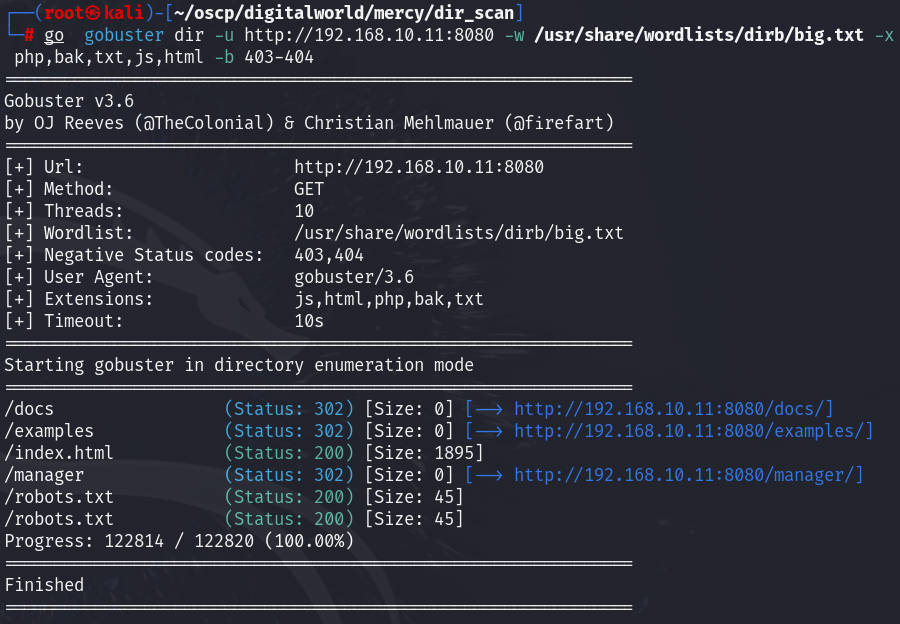 ┌──(root㉿kali)-[~/oscp/digitalworld/mercy/dir_scan]
└─# go  gobuster dir -u http://192.168.10.11:8080 -w /usr/share/wordlists/dirb/big.txt -x
php,bak,txt,js,html -b 403-404
===============================================================
Gobuster v3.6
by OJ Reeves (@TheColonial) & Christian Mehlmauer (@firefart)
===============================================================
[+] Url:                     http://192.168.10.11:8080
[+] Method:                  GET
[+] Threads:                 10
[+] Wordlist:                /usr/share/wordlists/dirb/big.txt
[+] Negative Status codes:   403,404
[+] User Agent:              gobuster/3.6
[+] Extensions:              js,html,php,bak,txt
[+] Timeout:                 10s
===============================================================
Starting gobuster in directory enumeration mode
===============================================================
/docs                 (Status: 302) [Size: 0] [--> http://192.168.10.11:8080/docs/]
/examples             (Status: 302) [Size: 0] [--> http://192.168.10.11:8080/examples/]
/index.html           (Status: 200) [Size: 1895]
/manager              (Status: 302) [Size: 0] [--> http://192.168.10.11:8080/manager/]
/robots.txt           (Status: 200) [Size: 45]
/robots.txt           (Status: 200) [Size: 45]
Progress: 122814 / 122820 (100.00%)
===============================================================
Finished
===============================================================